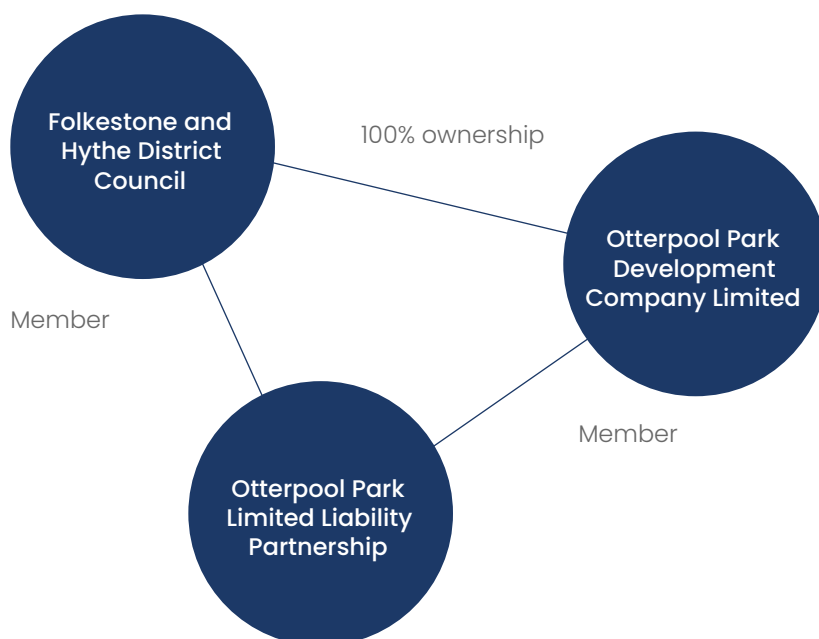 Folkestone and
Hythe District
Council
100% ownership
Otterpool Park
Development
Company Limited
Member
Member
Otterpool Park
Limited Liability
Partnership